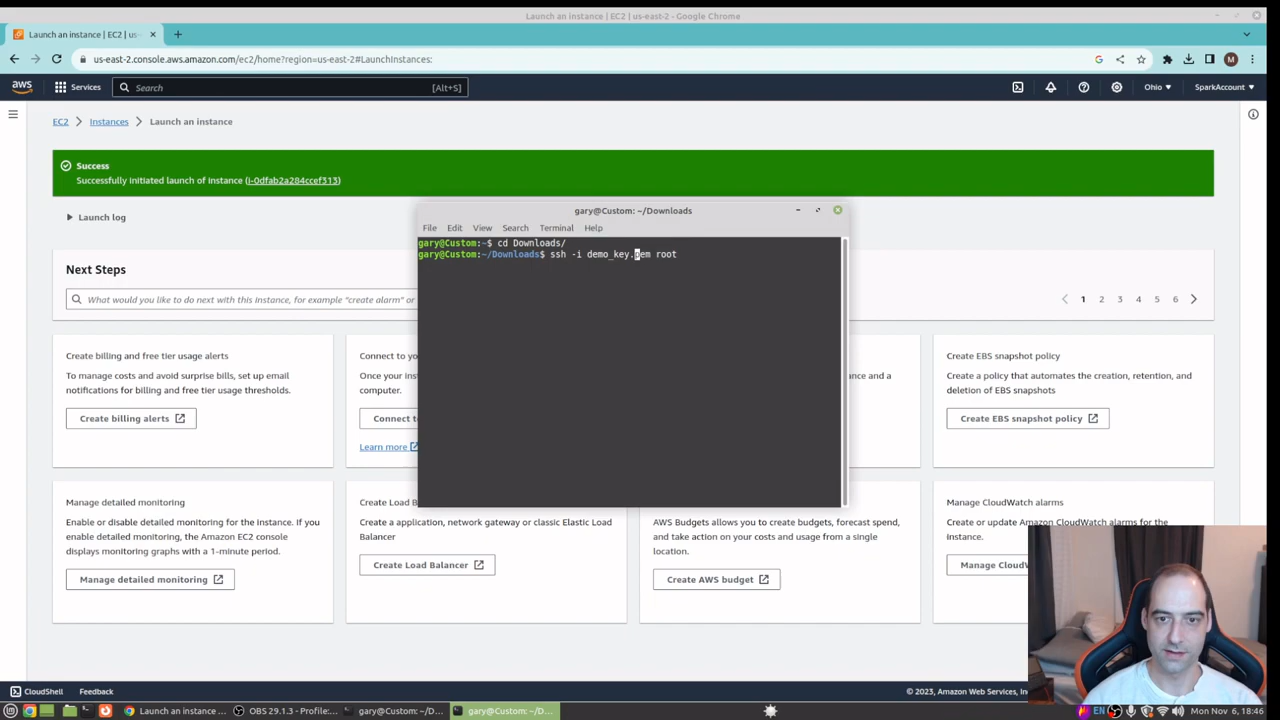 Launch an instance | EC2 | us-east-2 - Google Chrome
Launch an instance | EC2 | us-
us-east-2.console.aws.amazon.com/ec2/home?region=us-east-2#LaunchInstances:
M
aws
Services
Search
[Alt+S]
Ohio
SparkAccount
EC2
Instances
Launch an instance
Success
Successfully initiated launch of instance (i-0dfab2a284ccef313)
Launch log
gary@Custom: ~/Downloads
File Edit View Search Terminal Help
gary@Custom:~$ cd Downloads/
gary@Custom:~/Downloads$ ssh -i demo_key.pem root
Next Steps
What would you like to do next with this instance, for example "create alarm" or
1 2 3 4 5 6
Create billing and free tier usage alerts
To manage costs and avoid surprise bills, set up email
notifications for billing and free tier usage thresholds.
Create billing alerts
Connect to yo
Once your inst
computer.
Connect to
Learn more
ance and a
Create EBS snapshot policy
Create a policy that automates the creation, retention, and
deletion of EBS snapshots
Create EBS snapshot policy
Manage detailed monitoring
Enable or disable detailed monitoring for the instance. If you
enable detailed monitoring, the Amazon EC2 console
displays monitoring graphs with a 1-minute period.
Manage detailed monitoring
Create Load B
Create a application, network gateway or classic Elastic Load
Balancer
Create Load Balancer
AWS Budgets allows you to create budgets, forecast spend,
and take action on your costs and usage from a single
location.
Create AWS budget
Manage CloudWatch alarms
Create or update Amazon CloudWatch alarms for the
instance.
Manage CloudW
CloudShell
Feedback
© 2023, Amazon Web Services, In
Launch an instance ...
OBS 29.1.3 - Profile:...
gary@Custom: ~/D...
gary@Custom: ~/D...
EN
Mon Nov 6, 18:46